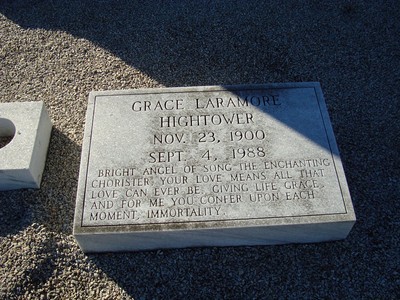 GRACE LARAMORE
HIGHTOWER
NOV. 23, 1900
SEPT. 4, 1988
BRIGHT ANGEL OF SONG THE ENCHANTING
CHORISTER, YOUR LOVE MEANS ALL THAT
LOVE CAN EVER BE, GIVING LIFE GRACE,
AND FOR ME YOU CONFER UPON EACH
MOMENT, IMMORTALITY.